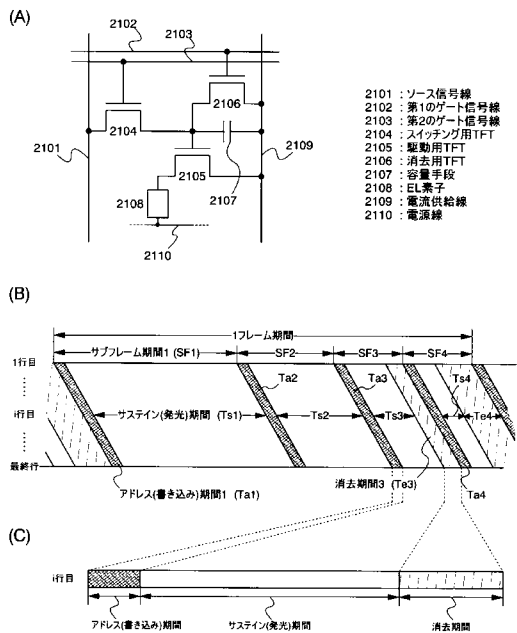 (A)
2102
2103
2106
2104
2101
2105
2107
2109
2108
2110
2101 : ソース信号線
2102 : 第1のゲート信号線
2103 : 第2のゲート信号線
2104 : スイッチング用TFT
2105 : 駆動用TFT
2106 : 消去用TFT
2107 : 容量手段
2108 : EL素子
2109 : 電流供給線
2110 : 電源線
(B)
1フレーム期間
サブフレーム期間1 (SF1)
SF2
SF3
SF4
1行目
i行目
最終行
Ta2
Ta3
Ts4
サステイン(発光)期間 (Ts1)
Ts2
Ts3
Te4
アドレス(書き込み)期間1 (Ta1)
消去期間3 (Te3)
Ta4
(C)
i行目
アドレス(書き込み)期間
サステイン(発光)期間
消去期間